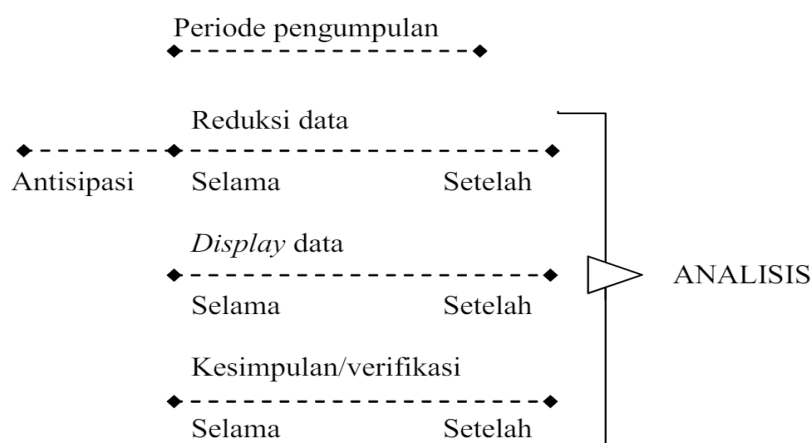 Periode pengumpulan
Reduksi data
Antisipasi Selama Setelah
Display data
ANALISIS
Selama Setelah
Kesimpulan/verifikasi
Selama Setelah